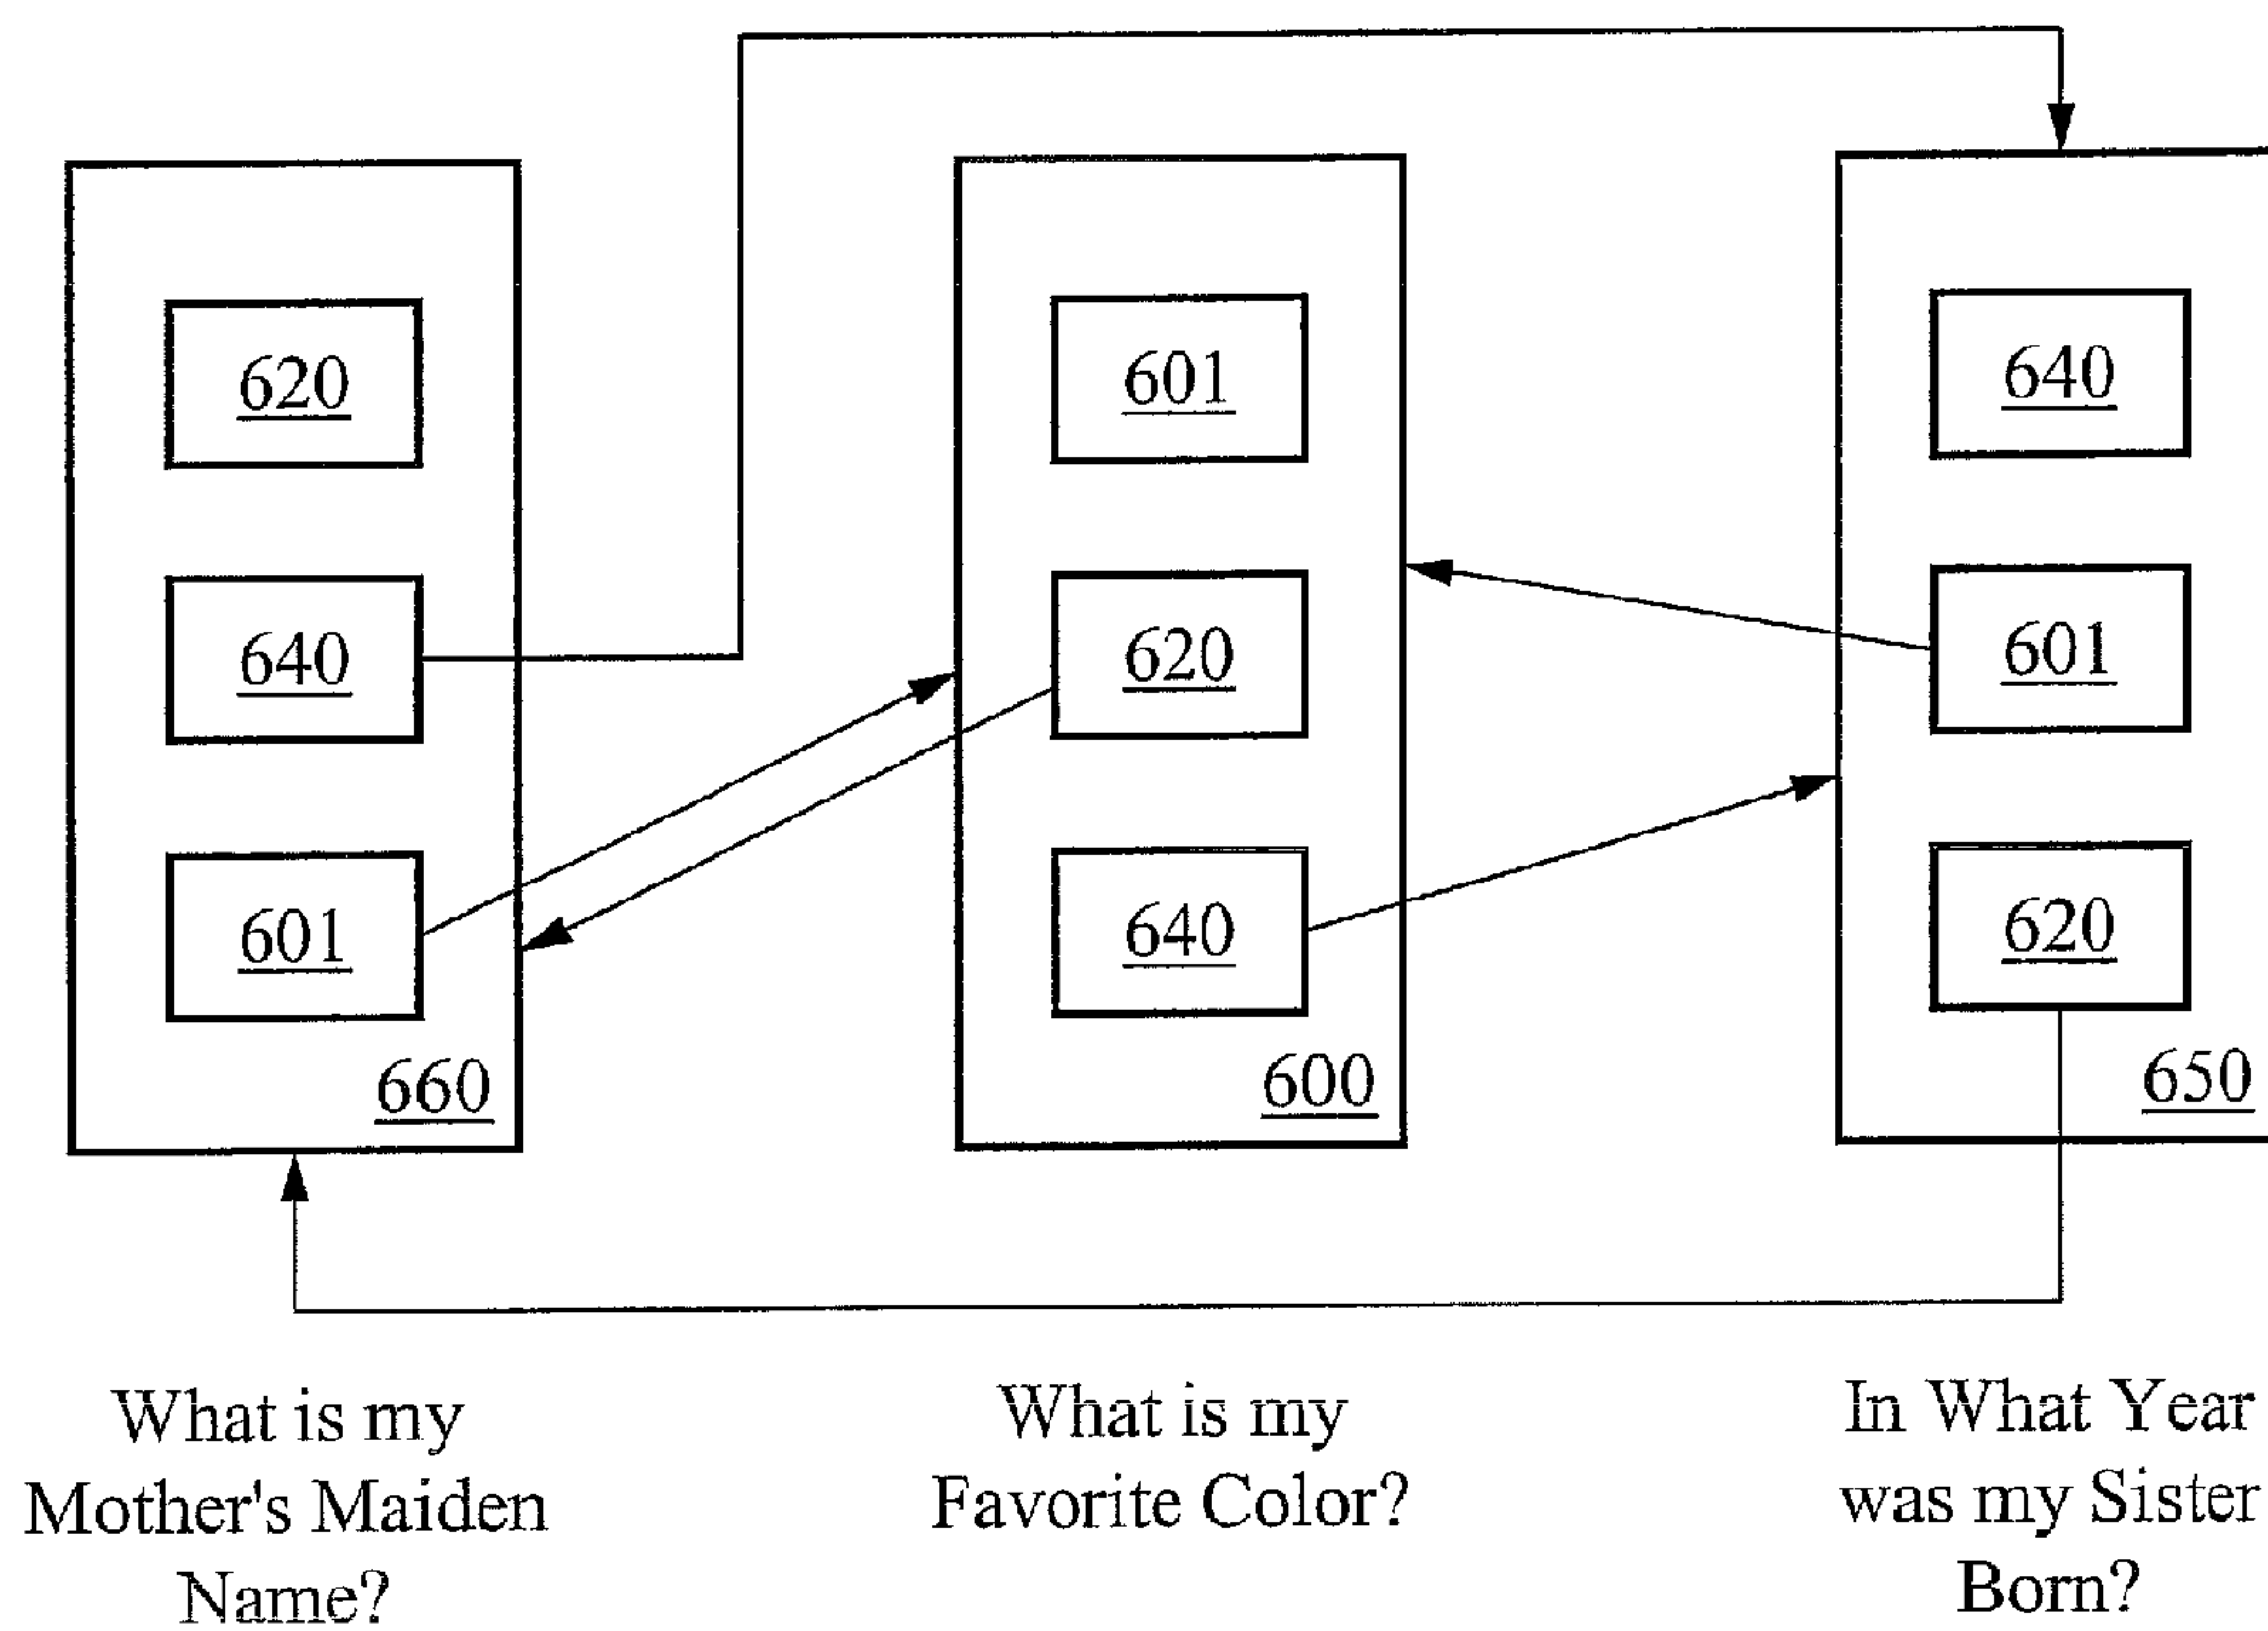 620
640
601
660
601
620
640
600
640
601
620
650
What is my
Mother's Maiden
Name?
What is my
Favorite Color?
In What Year
was my Sister
Born?